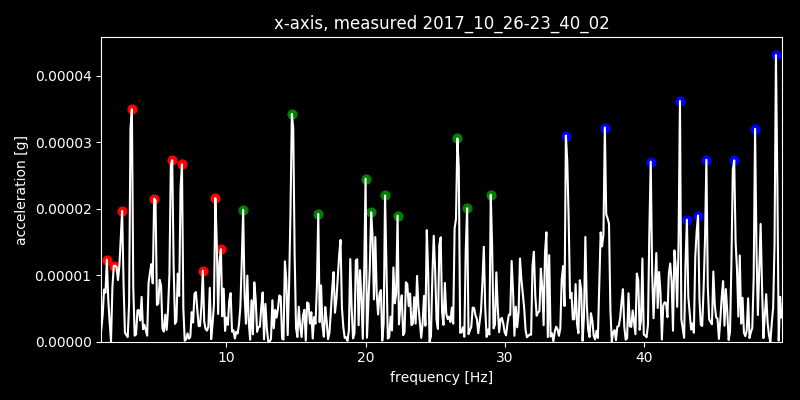 x-axis, measured 2017_10_26-23_40_02
acceleration [g]
0.00004
0.00003
0.00002
0.00001
0.00000
10 20 30 40
frequency [Hz]